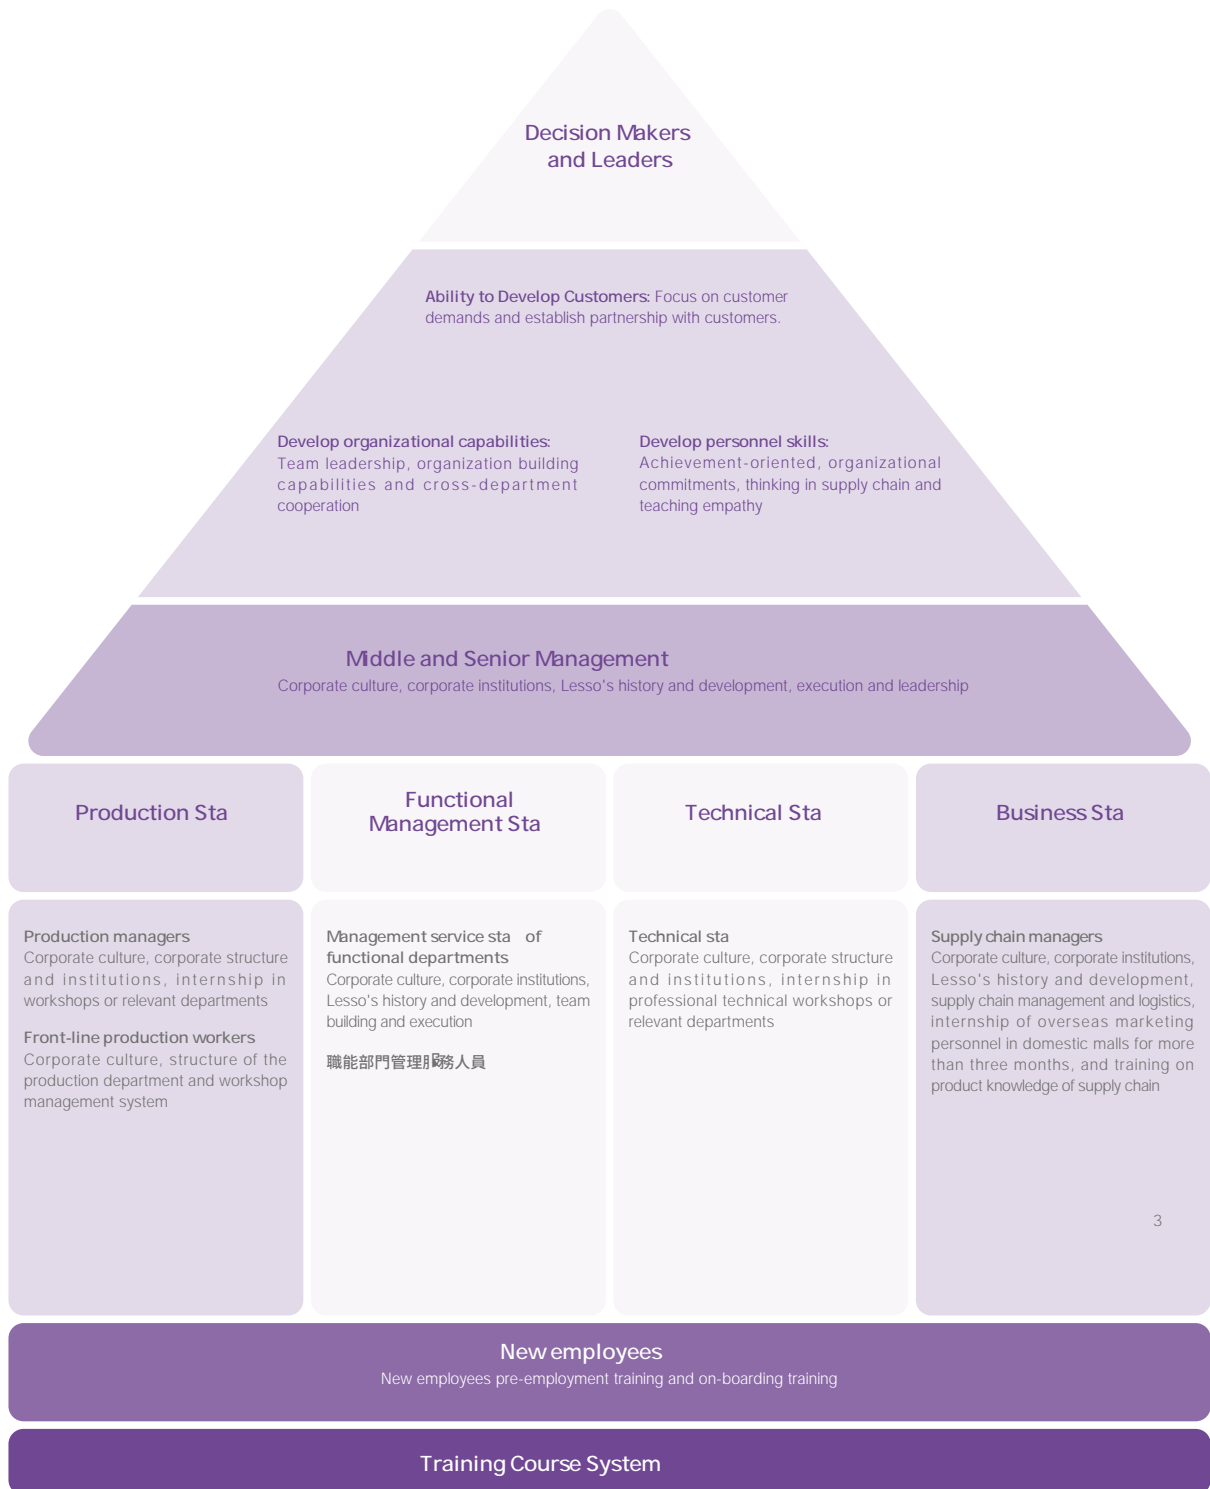 Decision Makers
and Leaders
Ability to Develop Customers: Focus on customer
demands and establish partnership with customers.
Develop organizational capabilities:
Team leadership, organization building
capabilities and cross-department
cooperation
Develop personnel skills:
Achievement-oriented, organizational
commitments, thinking in supply chain and
teaching empathy
Middle and Senior Management
Corporate culture, corporate institutions, Lesso's history and development, execution and leadership
Production Sta
Functional
Management Sta
Technical Sta
Business Sta
Production managers
Corporate culture, corporate structure
and institutions, internship in
workshops or relevant departments
Front-line production workers
Corporate culture, structure of the
production department and workshop
management system
Management service sta of
functional departments
Corporate culture, corporate institutions,
Lesso's history and development, team
building and execution
職能部門管理服務人員
Technical sta
Corporate culture, corporate structure
and institutions, internship in
professional technical workshops or
relevant departments
Supply chain managers
Corporate culture, corporate institutions,
Lesso's history and development,
supply chain management and logistics,
internship of overseas marketing
personnel in domestic malls for more
than three months, and training on
product knowledge of supply chain
3
New employees
New employees pre-employment training and on-boarding training
Training Course System